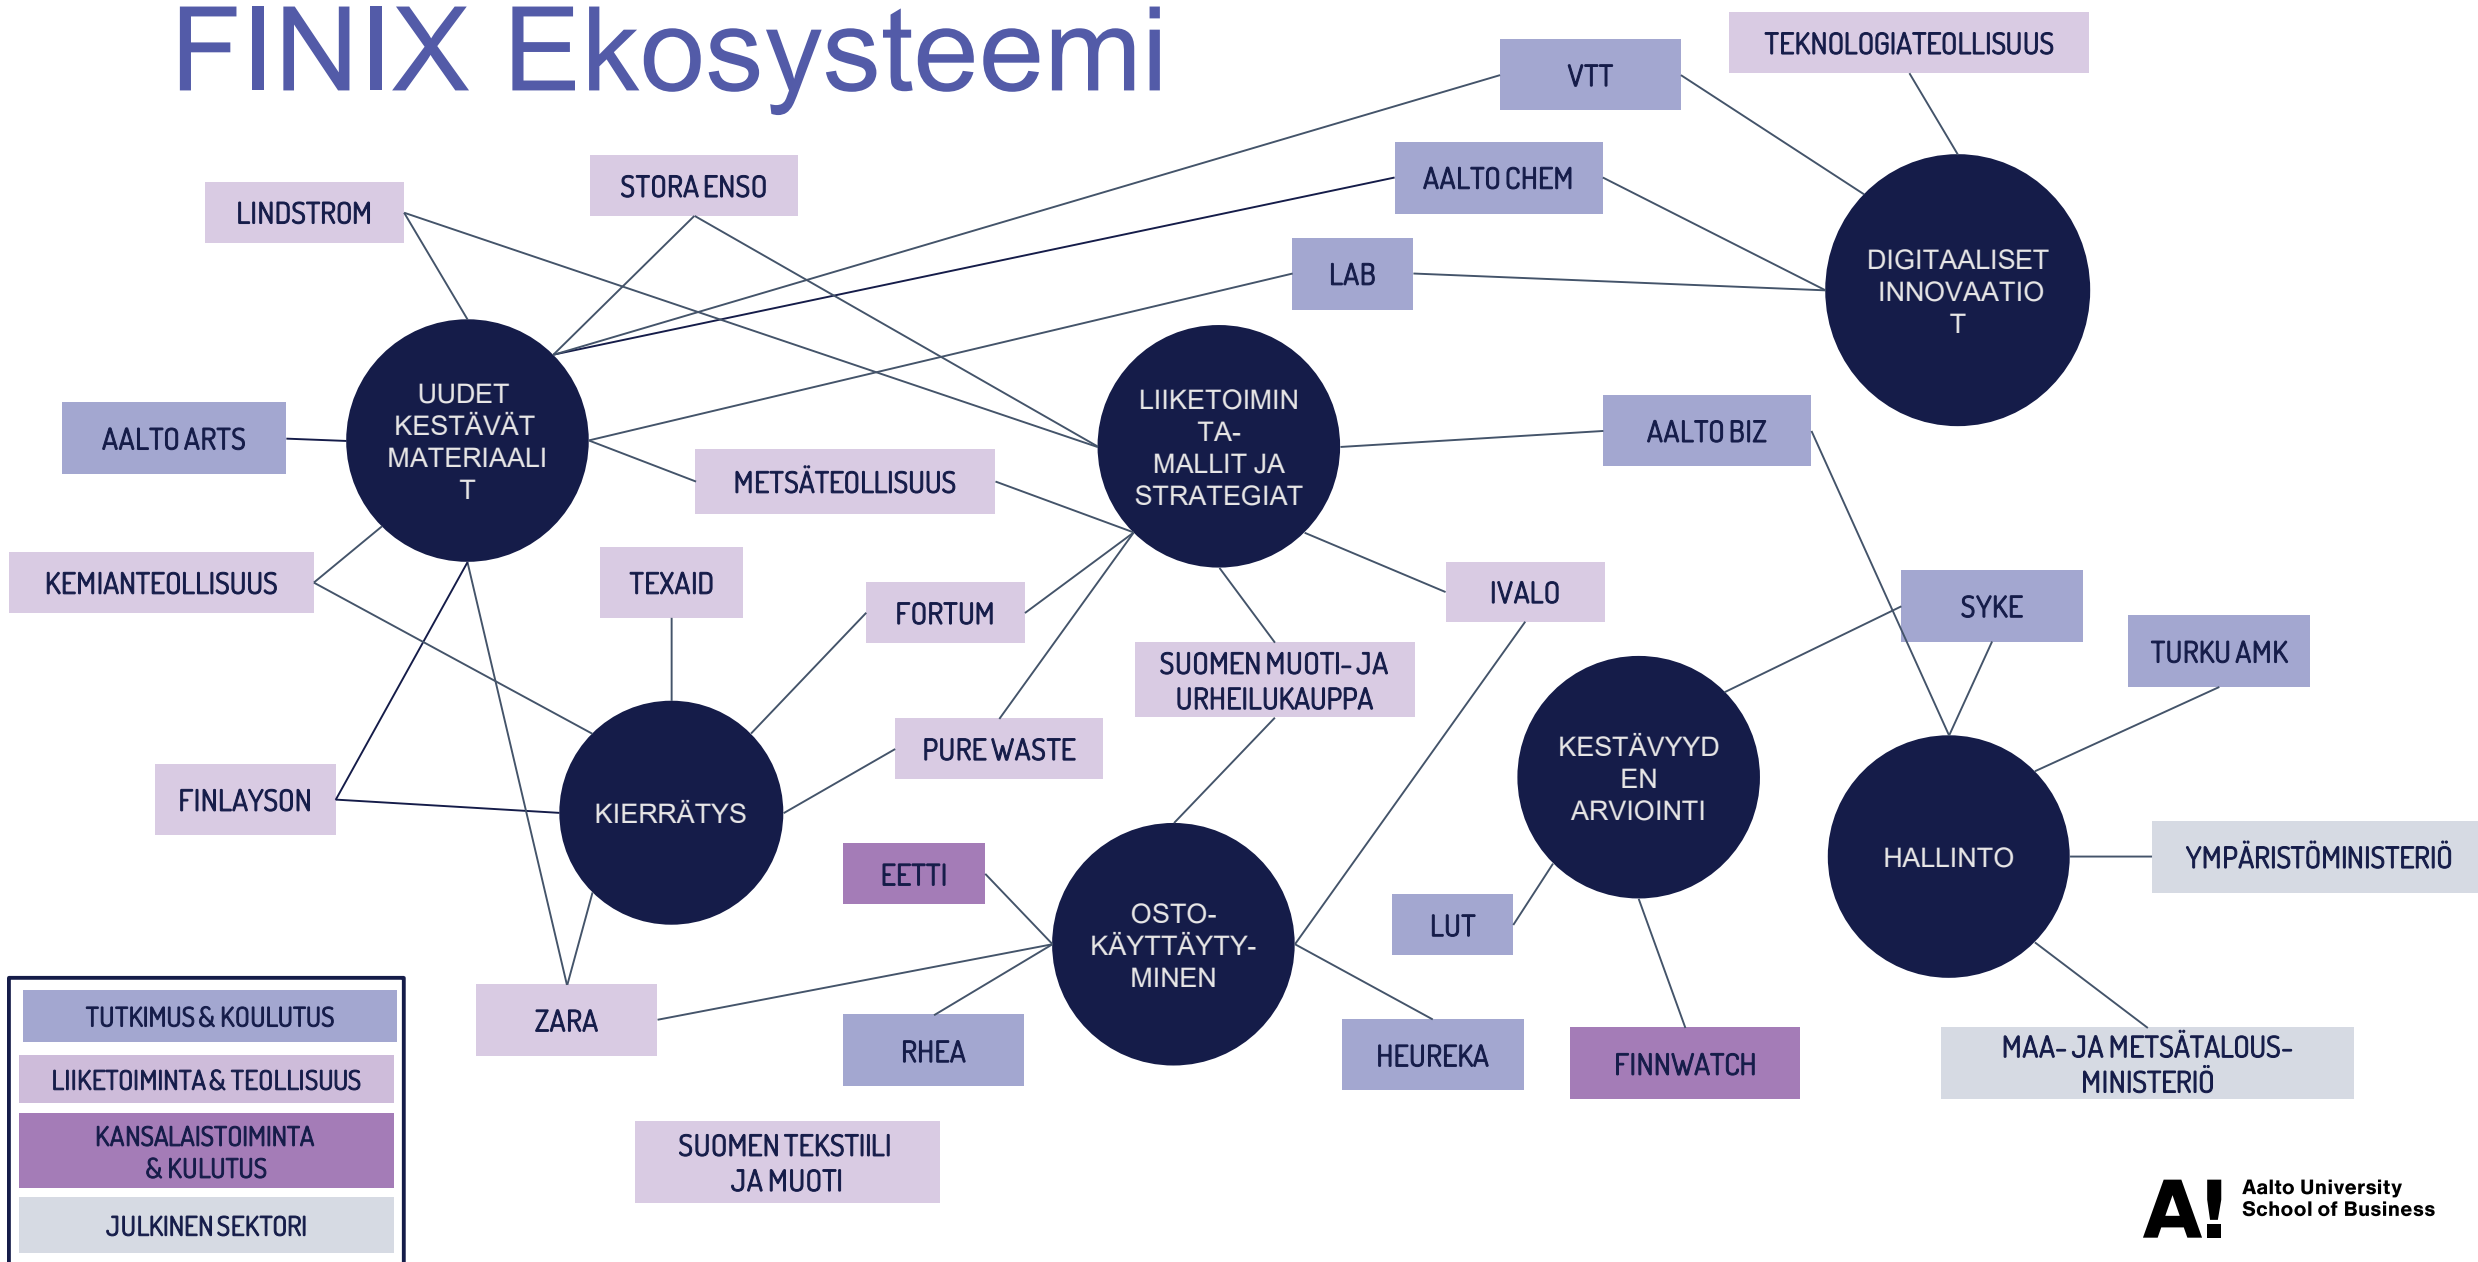 FINIX Ekosysteemi
TEKNOLOGIATEOLLISUUS
VTT
AALTO CHEM
STORA ENSO
LINDSTROM
LAB
DIGITAALISET
INNOVAATIO
T
UUDET
KESTÄVÄT
MATERIAALI
T
LIIKETOIMIN
TA-
MALLIT JA
STRATEGIAT
AALTO ARTS
AALTO BIZ
METSÄTEOLLISUUS
KEMIANTEOLLISUUS
TEXAID
FORTUM
IVALO
SYKE
TURKU AMK
SUOMEN MUOTI- JA
URHEILUKAUPPA
PURE WASTE
KESTÄVYYD
EN
ARVIOINTI
FINLAYSON
KIERRÄTYS
HALLINTO
YMPÄRISTÖMINISTERIÖ
EETTI
OSTO-
KÄYTTÄYTY-
MINEN
LUT
ZARA
RHEA
HEUREKA
FINNWATCH
MAA- JA METSÄTALOUS-
MINISTERIÖ
SUOMEN TEKSTIILI
JA MUOTI
TUTKIMUS & KOULUTUS
LIIKETOIMINTA & TEOLLISUUS
KANSALAISTOIMINTA
& KULUTUS
JULKINEN SEKTORI
A!
Aalto University
School of Business